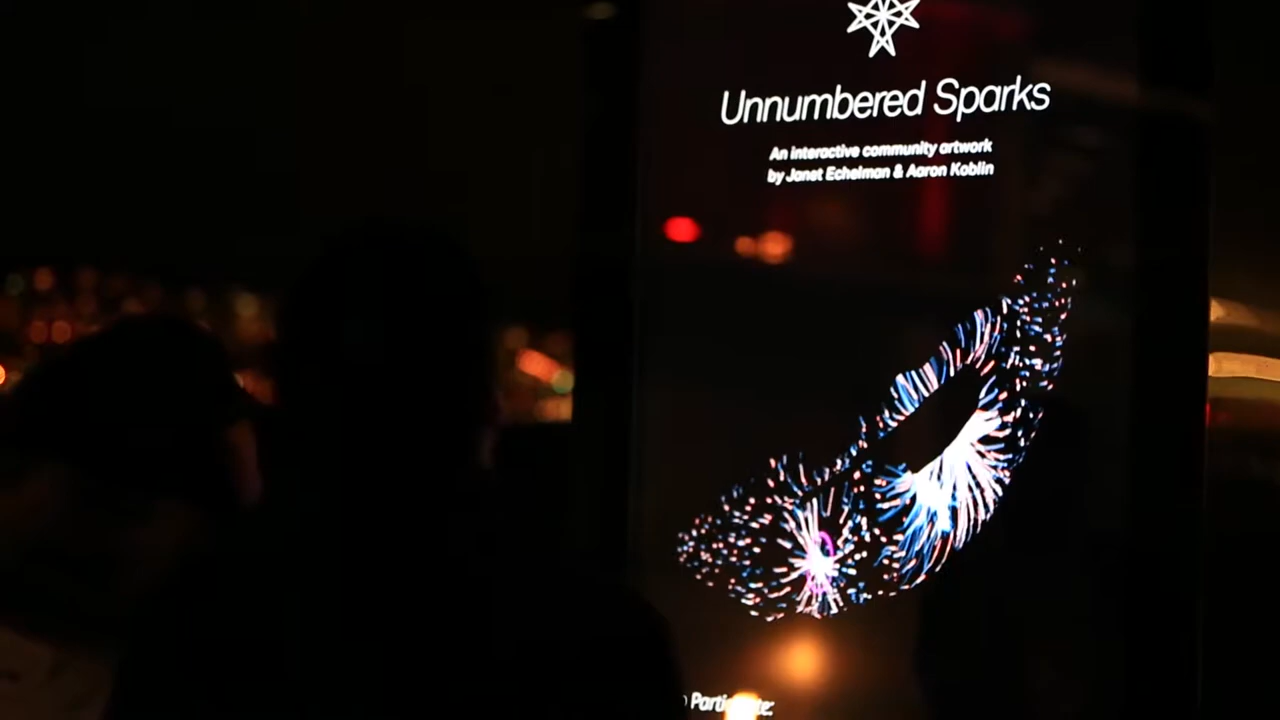 Unnumbered Sparks
An interactive community artwork
by Janet Echelman & Aaron Koblin